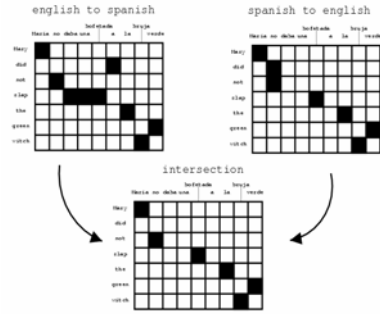 english to spanish
bofetada bruja
Maria no daba una a la verde
Mary
did
not
slap
the
green
witch
spanish to english
bofetada bruja
Maria no daba una a la verde
Mary
did
not
slap
the
green
witch
intersection
bofetada bruja
Maria no daba una a la verde
Mary
did
not
slap
the
green
witch